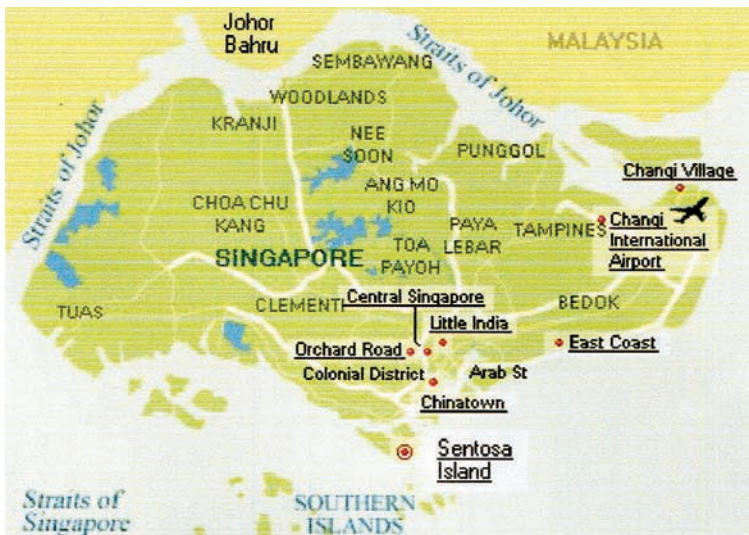 Johor
Bahru
MALAYSIA
Straits of Johor
SEMBAWANG
WOODLANDS
KRANJI
NEE
SOON
PUNGGOL
Straits of Johor
Changi Village
ANG MO
KIO
CHOA CHU
KANG
PAYA
LEBAR
TAMPINES
Changi
International
Airport
SINGAPORE
TOA
PAYOH
TUAS
CLEMENTI
Central Singapore
BEDOK
Little India
Orchard Road
East Coast
Colonial District
Arab St
Chinatown
Sentosa
Island
Straits of
Singapore
SOUTHERN
ISLANDS